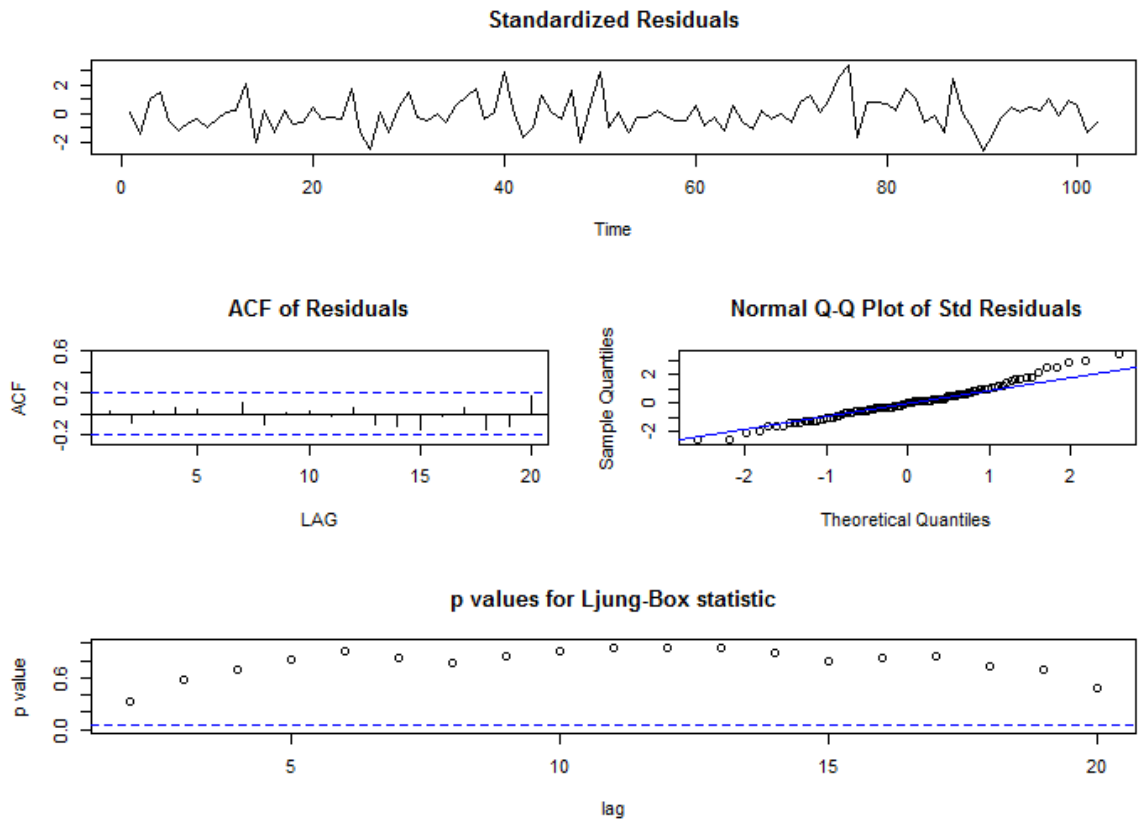 Standardized Residuals
2
0
-2
0 20 40 60 80 100
Time
ACF of Residuals
ACF
0.6
0.2
-0.2
5 10 15 20
LAG
Normal Q-Q Plot of Std Residuals
Sample Quantiles
2
0
-2
-2 -1 0 1 2
Theoretical Quantiles
p values for Ljung-Box statistic
p value
0.6
0.0
5 10 15 20
lag